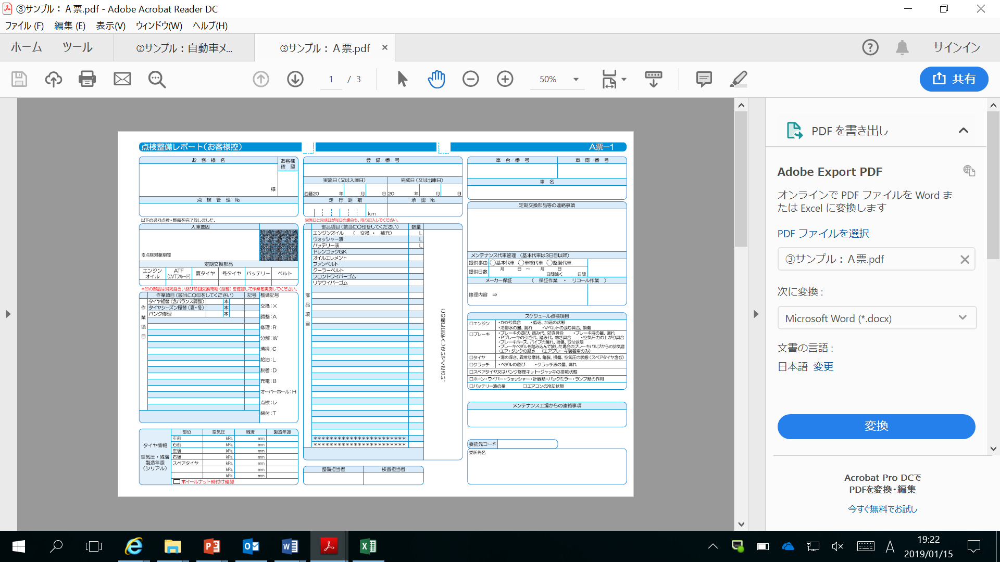 ③サンプル：Ａ票.pdf - Adobe Acrobat Reader DC
ファイル (F) 編集 (E) 表示(V) ウィンドウ(W) ヘルプ(H)
ホーム ツール ②サンプル：自動車メ... ③サンプル：Ａ票.pdf × サインイン
1 / 3 50% 共有
点検整備レポート（お客様控） A票ー1
お客様名 お客様確認
様
点検管理 No.
以下の通り点検・整備を完了致しました。
入庫要因
※点検対象期間
定期交換部品
エンジンオイル ATF(CVTフルード) 夏タイヤ 冬タイヤ バッテリー ベルト
＊印の部品は消耗度合い及び前回交換時期（距離）を確認して作業を実施してください。
作業項目
作業項目（該当に〇印をしてください） 記号 整備記号
タイヤ組替（含バランス調整） 本
タイヤシーズン履替（夏・冬） 本
パンク修理 本
交換：X
調整：A
修理：R
分解：W
清掃：C
給油：L
脱着：D
充電：B
オーバーホール：H
点検：レ
締付：T
タイヤ情報
空気圧・残溝
製造年週
（シリアル）
部位 空気圧 残溝 製造年週
左前 kPa mm
右前 kPa mm
左後 kPa mm
右後 kPa mm
スペアタイヤ kPa mm
kPa mm
kPa mm
ホイールナット締付け確認
登録番号
実施日（又は入庫日） 完成日（又は出庫日）
西暦20 年 月 日 20 年 月 日
走行距離 承認 No.
km
実施日と完成日が同日の場合も、両方記入してください。
部品項目
部品項目（該当に〇印をしてください） 数量
エンジンオイル （ 交換 ・ 補充） L
ウォッシャー液 L
バッテリー液 L
ドレンコックGK
オイルエレメント
ファンベルト
クーラーベルト
フロントワイパーゴム
リヤワイパーゴム
＊＊＊＊＊＊＊＊＊＊＊＊＊＊＊＊＊＊＊＊＊＊＊
＊＊＊＊＊＊＊＊＊＊＊＊＊＊＊＊＊＊＊＊＊＊＊
この欄には記入しないでください。
整備担当者 検査担当者
車台番号 車両番号
車名
定期交換部品等の連絡事項
メンテナンス代車管理 （基本代車は3日目以降）
提供事由 〇基本代車 〇車検代車 〇整備代車
提供日数 月 日 ～ 月 日
日間除く 日間
メーカー保証 （ 保証作業 ・ リコール作業 ）
修理内容 ⇒
スケジュール点検項目
□エンジン ・かかり具合 ・低速、加速の状態
・冷却水の量、漏れ ・Vベルトの張り具合、損傷
□ブレーキ ・ブレーキの遊び、踏み代、効き具合 ・ブレーキ液の量、漏れ
・Pブレーキの引き代、踏み代、効き具合 ・空気圧力の上がり具合
・ブレーキホース、パイプの漏れ、損傷、取付状態
・ブレーキペダルを踏み込んで放した場合のブレーキバルブからの排気音
・エア・タンクの凝水 （エアブレーキ装着車のみ）
□タイヤ ・溝の深さ、異常な摩耗、亀裂、損傷、空気圧の状態（スペアタイヤ含む）
□クラッチ ・ペダルの遊び ・クラッチ液の量、漏れ
□スペアタイヤ又はパンク修理キット・ジャッキの搭載状態
□ホーン・ワイパー・ウォッシャー・計器類・バックミラー・ランプ類の作用
□バッテリー液の量 □エアコンの冷却状態
メンテナンス工場からの連絡事項
委託先コード
委託先名
PDF を書き出し
Adobe Export PDF
オンラインで PDF ファイルを Word ま
たは Excel に変換します
PDF ファイルを選択
③サンプル：Ａ票.pdf
次に変換 :
Microsoft Word (*.docx)
文書の言語 :
日本語 変更
変換
Acrobat Pro DCで
PDFを変換・編集
今すぐ無料でお試し
A 19:22
2019/01/15